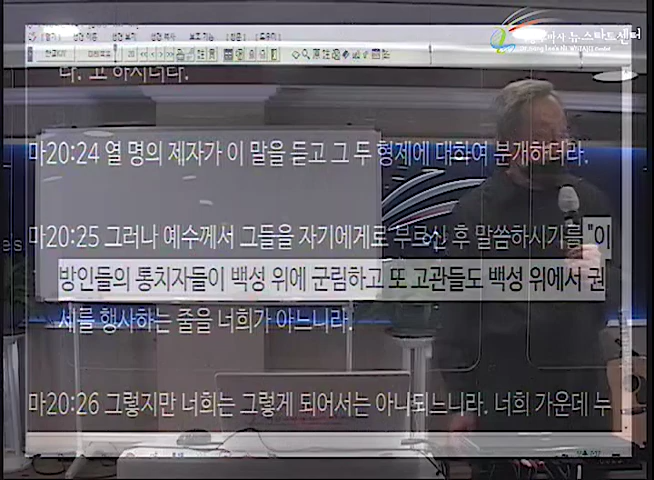 뉴스타트센터
다. 고 하시니라.
마20:24 열 명의 제자가 이 말을 듣고 그 두 형제에 대하여 분개하더라.
마20:25 그러나 예수께서 그들을 자기에게로 부르신 후 말씀하시기를 "이
방인들의 통치자들이 백성 위에 군림하고 또 고관들도 백성 위에서 권
세를 행사하는 줄을 너희가 아느니라.
마20:26 그렇지만 너희는 그렇게 되어서는 아니되느니라. 너희 가운데 누